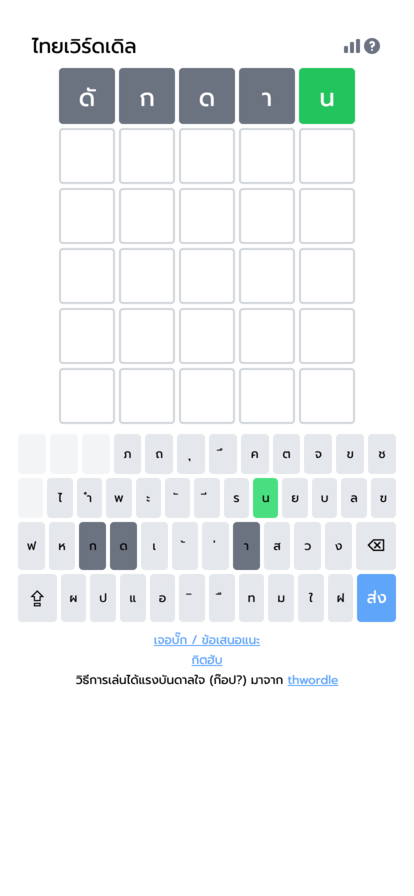 ไทยเวิร์ดเดิล
ดั ก ด า น
ภ ถ ุ ึ ค ต จ ข ช
ไ ำ พ ะ ั ี ร น ย บ ล ฃ
ฟ ห ก ด เ ้ ่ า ส ว ง
ผ ป แ อ ิ ื ท ม ใ ฝ ส่ง
เจอบั๊ก / ข้อเสนอแนะ
กิตฮับ
วิธีการเล่นได้แรงบันดาลใจ (ก๊อป?) มาจาก thwordle